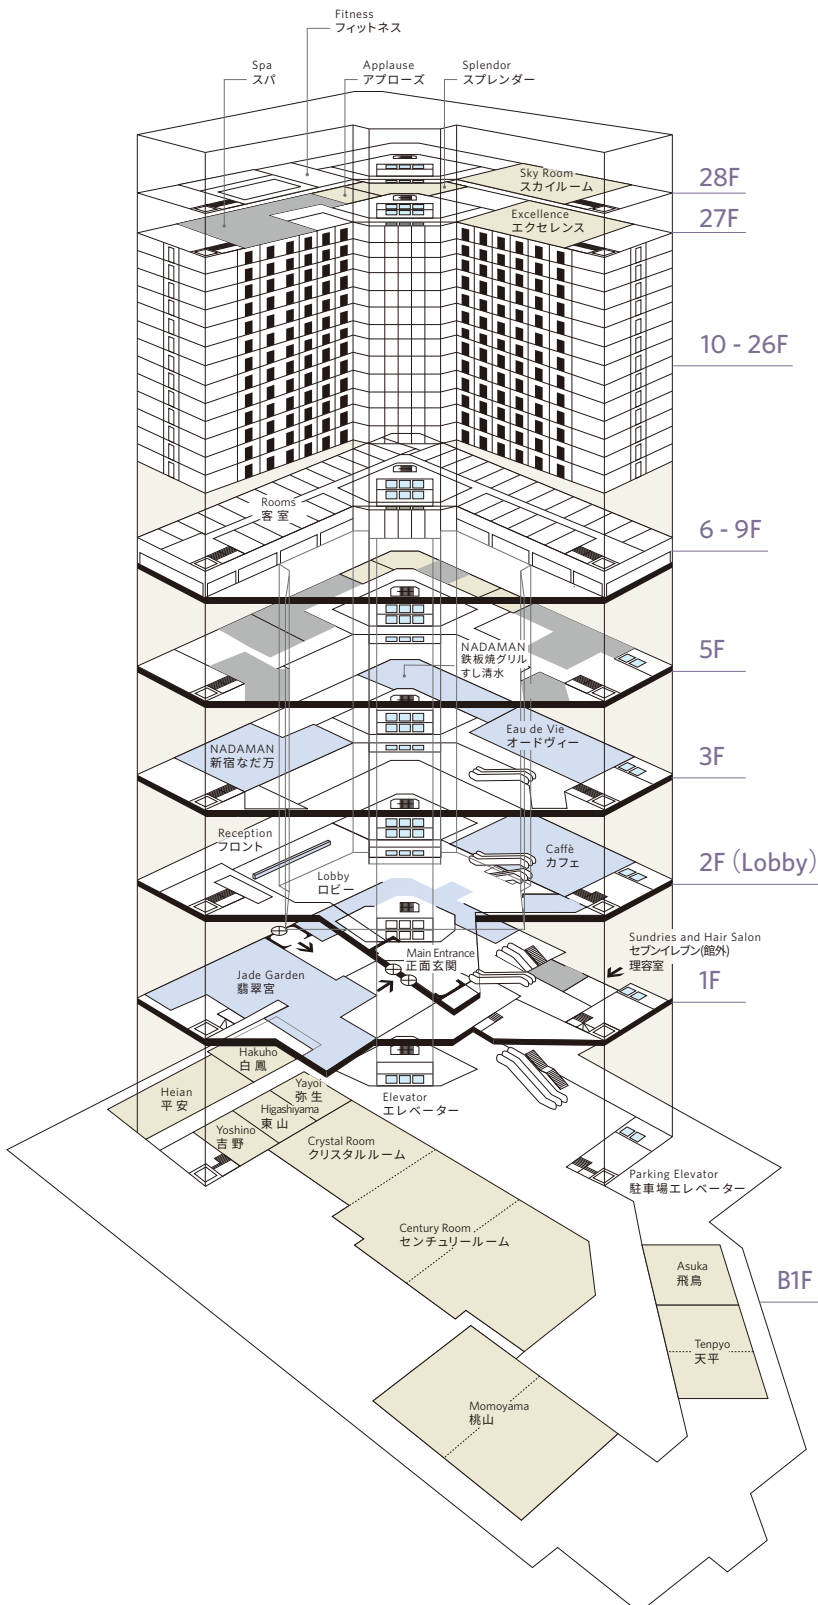 Fitness
フィットネス
Spa
スパ
Applause
アプローズ
Splendor
スプレンダー
Sky Room
スカイルーム
28F
Excellence
エクセレンス
27F
10 - 26F
Rooms
客室
6 - 9F
NADAMAN
鉄板焼グリル
すし清水
5F
Eau de Vie
オードヴィー
NADAMAN
新宿なだ万
3F
Reception
フロント
Caffè
カフェ
Lobby
ロビー
2F（Lobby）
Sundries and Hair Salon
セブンイレブン(館外)
理容室
Main Entrance
正面玄関
Jade Garden
翡翠宮
1F
Hakuho
白鳳
Heian
平安
Yayoi
弥生
Higashiyama
東山
Yoshino
吉野
Elevator
エレベーター
Crystal Room
クリスタルルーム
Parking Elevator
駐車場エレベーター
Century Room
センチュリールーム
Asuka
飛鳥
B1F
Tenpyo
天平
Momoyama
桃山